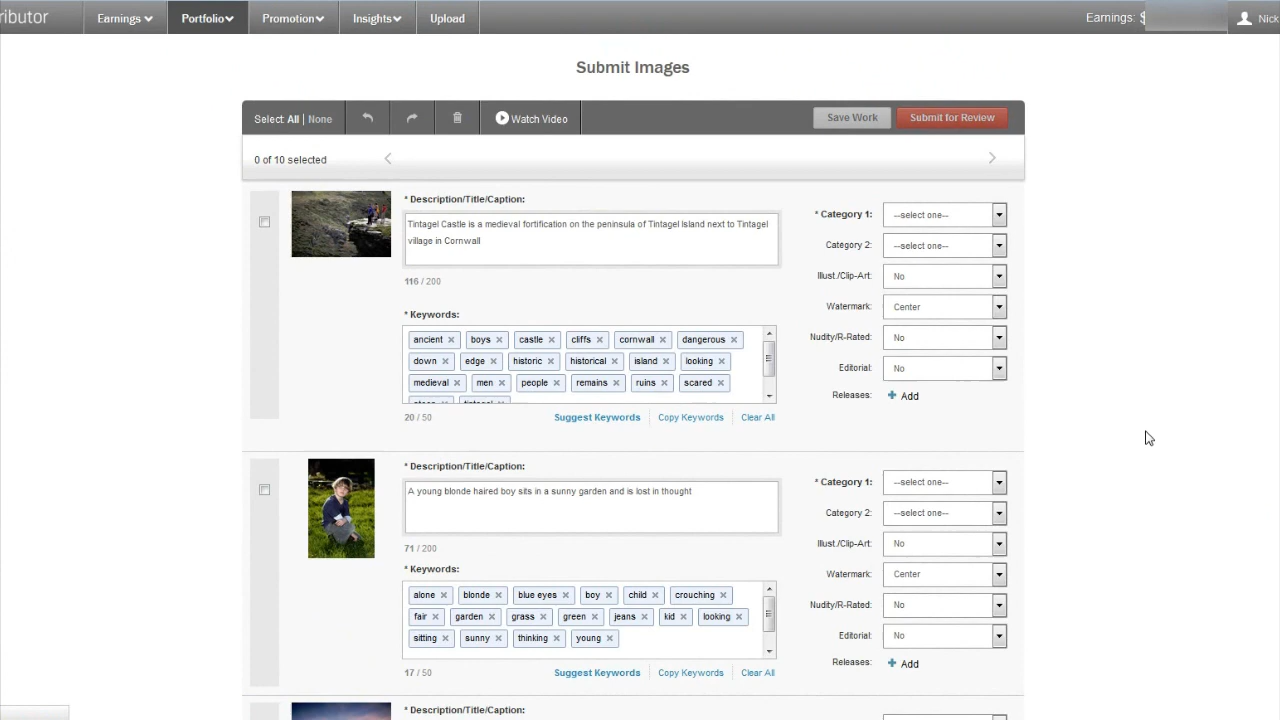 ributor Earnings Portfolio Promotion Insights Upload Earnings: $ Nick
Submit Images
Select: All | None Watch Video Save Work Submit for Review
0 of 10 selected
* Description/Title/Caption:
Tintagel Castle is a medieval fortification on the peninsula of Tintagel Island next to Tintagel
village in Cornwall
116 / 200
* Keywords:
ancient boys castle cliffs cornwall dangerous
down edge historic historical island looking
medieval men people remains ruins scared
tintagel
20 / 50 Suggest Keywords Copy Keywords Clear All
* Category 1: --select one--
Category 2: --select one--
Illust./Clip-Art: No
Watermark: Center
Nudity/R-Rated: No
Editorial: No
Releases: + Add
* Description/Title/Caption:
A young blonde haired boy sits in a sunny garden and is lost in thought
71 / 200
* Keywords:
alone blonde blue eyes boy child crouching
fair garden grass green jeans kid looking
sitting sunny thinking young
17 / 50 Suggest Keywords Copy Keywords Clear All
* Category 1: --select one--
Category 2: --select one--
Illust./Clip-Art: No
Watermark: Center
Nudity/R-Rated: No
Editorial: No
Releases: + Add
* Description/Title/Caption: